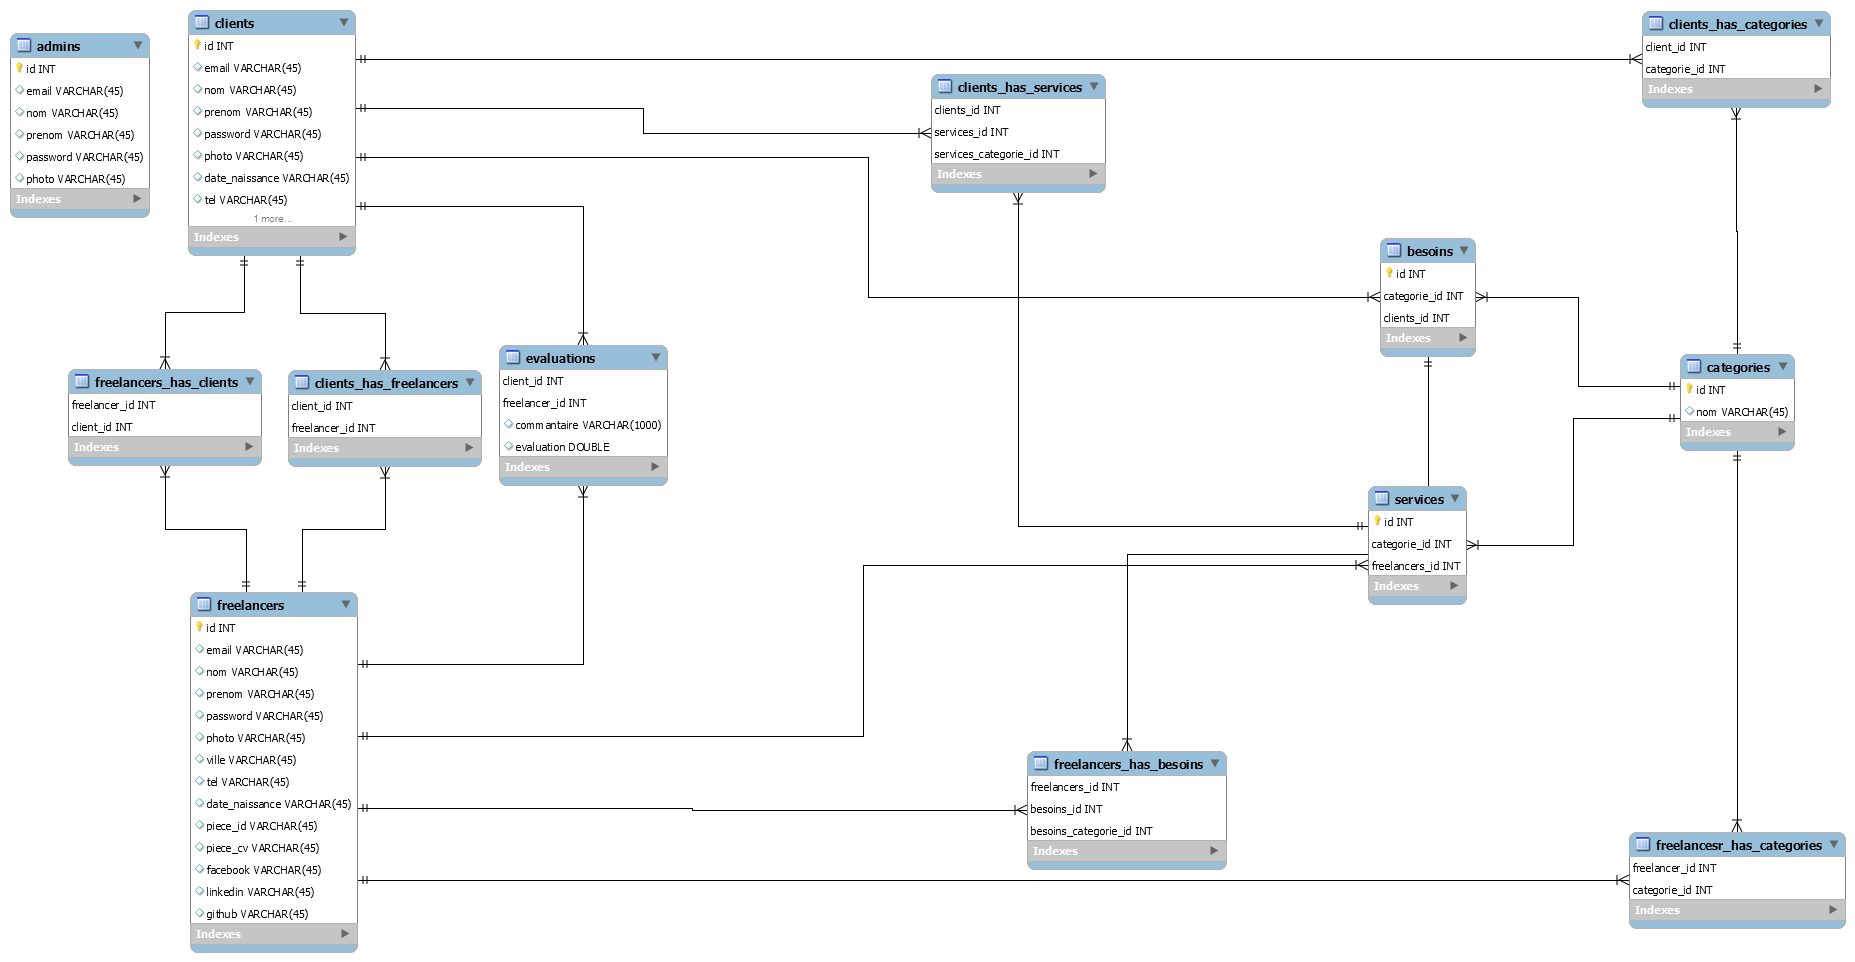 admins
id INT
email VARCHAR(45)
nom VARCHAR(45)
prenom VARCHAR(45)
password VARCHAR(45)
photo VARCHAR(45)
Indexes
clients
id INT
email VARCHAR(45)
nom VARCHAR(45)
prenom VARCHAR(45)
password VARCHAR(45)
photo VARCHAR(45)
date_naissance VARCHAR(45)
tel VARCHAR(45)
1 more...
Indexes
clients_has_categories
client_id INT
categorie_id INT
Indexes
clients_has_services
clients_id INT
services_id INT
services_categorie_id INT
Indexes
besoins
id INT
categorie_id INT
clients_id INT
Indexes
categories
id INT
nom VARCHAR(45)
Indexes
freelancers_has_clients
freelancer_id INT
client_id INT
Indexes
clients_has_freelancers
client_id INT
freelancer_id INT
Indexes
evaluations
client_id INT
freelancer_id INT
commantaire VARCHAR(1000)
evaluation DOUBLE
Indexes
services
id INT
categorie_id INT
freelancers_id INT
Indexes
freelancers
id INT
email VARCHAR(45)
nom VARCHAR(45)
prenom VARCHAR(45)
password VARCHAR(45)
photo VARCHAR(45)
ville VARCHAR(45)
tel VARCHAR(45)
date_naissance VARCHAR(45)
piece_id VARCHAR(45)
piece_cv VARCHAR(45)
facebook VARCHAR(45)
linkedin VARCHAR(45)
github VARCHAR(45)
Indexes
freelancers_has_besoins
freelancers_id INT
besoins_id INT
besoins_categorie_id INT
Indexes
freelancesr_has_categories
freelancer_id INT
categorie_id INT
Indexes